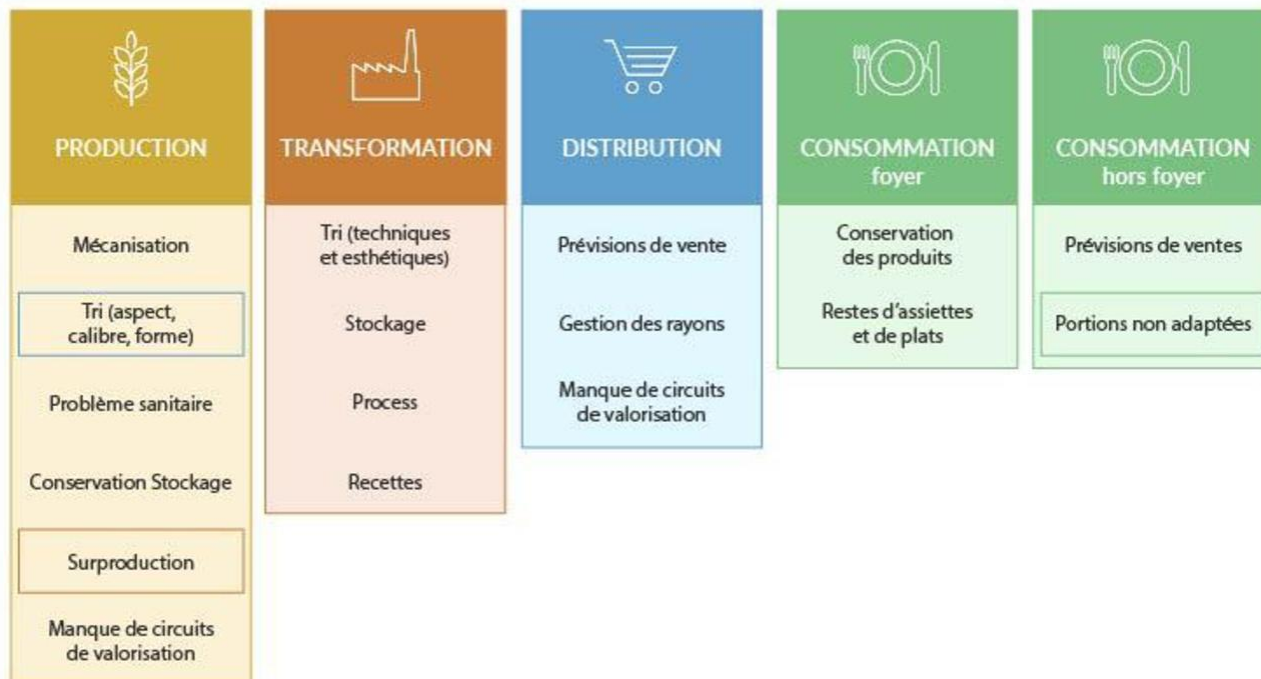 PRODUCTION
Mécanisation
Tri (aspect,
calibre, forme)
Problème sanitaire
Conservation Stockage
Surproduction
Manque de circuits
de valorisation
TRANSFORMATION
Tri (techniques
et esthétiques)
Stockage
Process
Recettes
DISTRIBUTION
Prévisions de vente
Gestion des rayons
Manque de circuits
de valorisation
CONSOMMATION
foyer
Conservation
des produits
Restes d'assiettes
et de plats
CONSOMMATION
hors foyer
Prévisions de ventes
Portions non adaptées